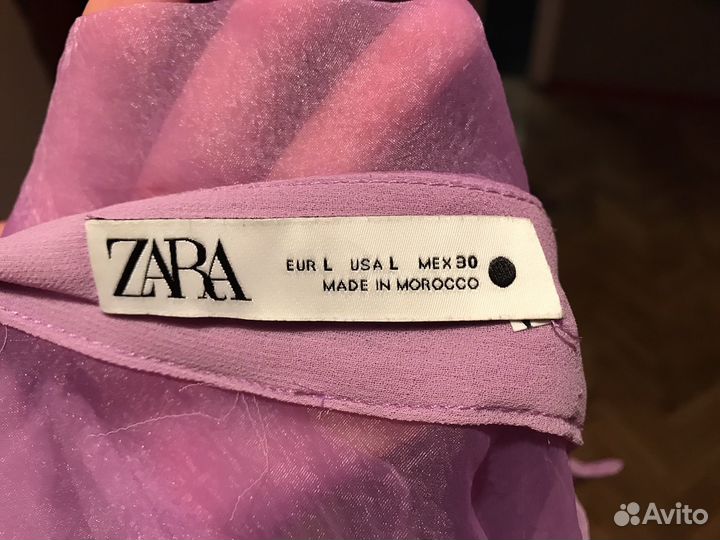 ZARA
EUR L USA L MEX 30
MADE IN MOROCCO
Avito